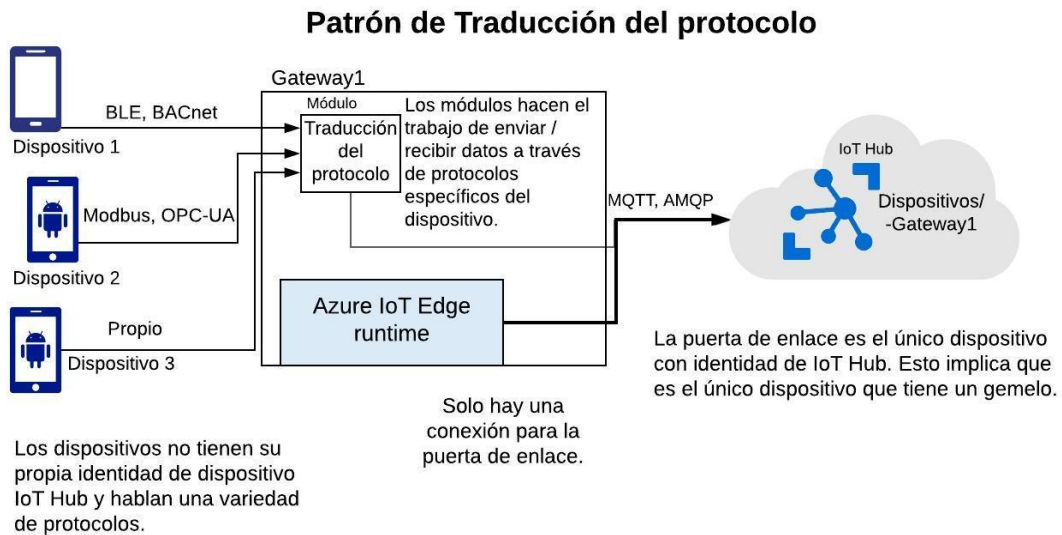 Patrón de Traducción del protocolo
Gateway1
BLE, BACnet
Dispositivo 1
Modbus, OPC-UA
Dispositivo 2
Propio
Dispositivo 3
Módulo
Traducción
del
protocolo
Los módulos hacen el
trabajo de enviar /
recibir datos a través
de protocolos
específicos del
dispositivo.
Azure IoT Edge
runtime
MQTT, AMQP
IoT Hub
Dispositivos/
-Gateway1
Solo hay una
conexión para la
puerta de enlace.
La puerta de enlace es el único dispositivo
con identidad de IoT Hub. Esto implica que
es el único dispositivo que tiene un gemelo.
Los dispositivos no tienen su
propia identidad de dispositivo
IoT Hub y hablan una variedad
de protocolos.